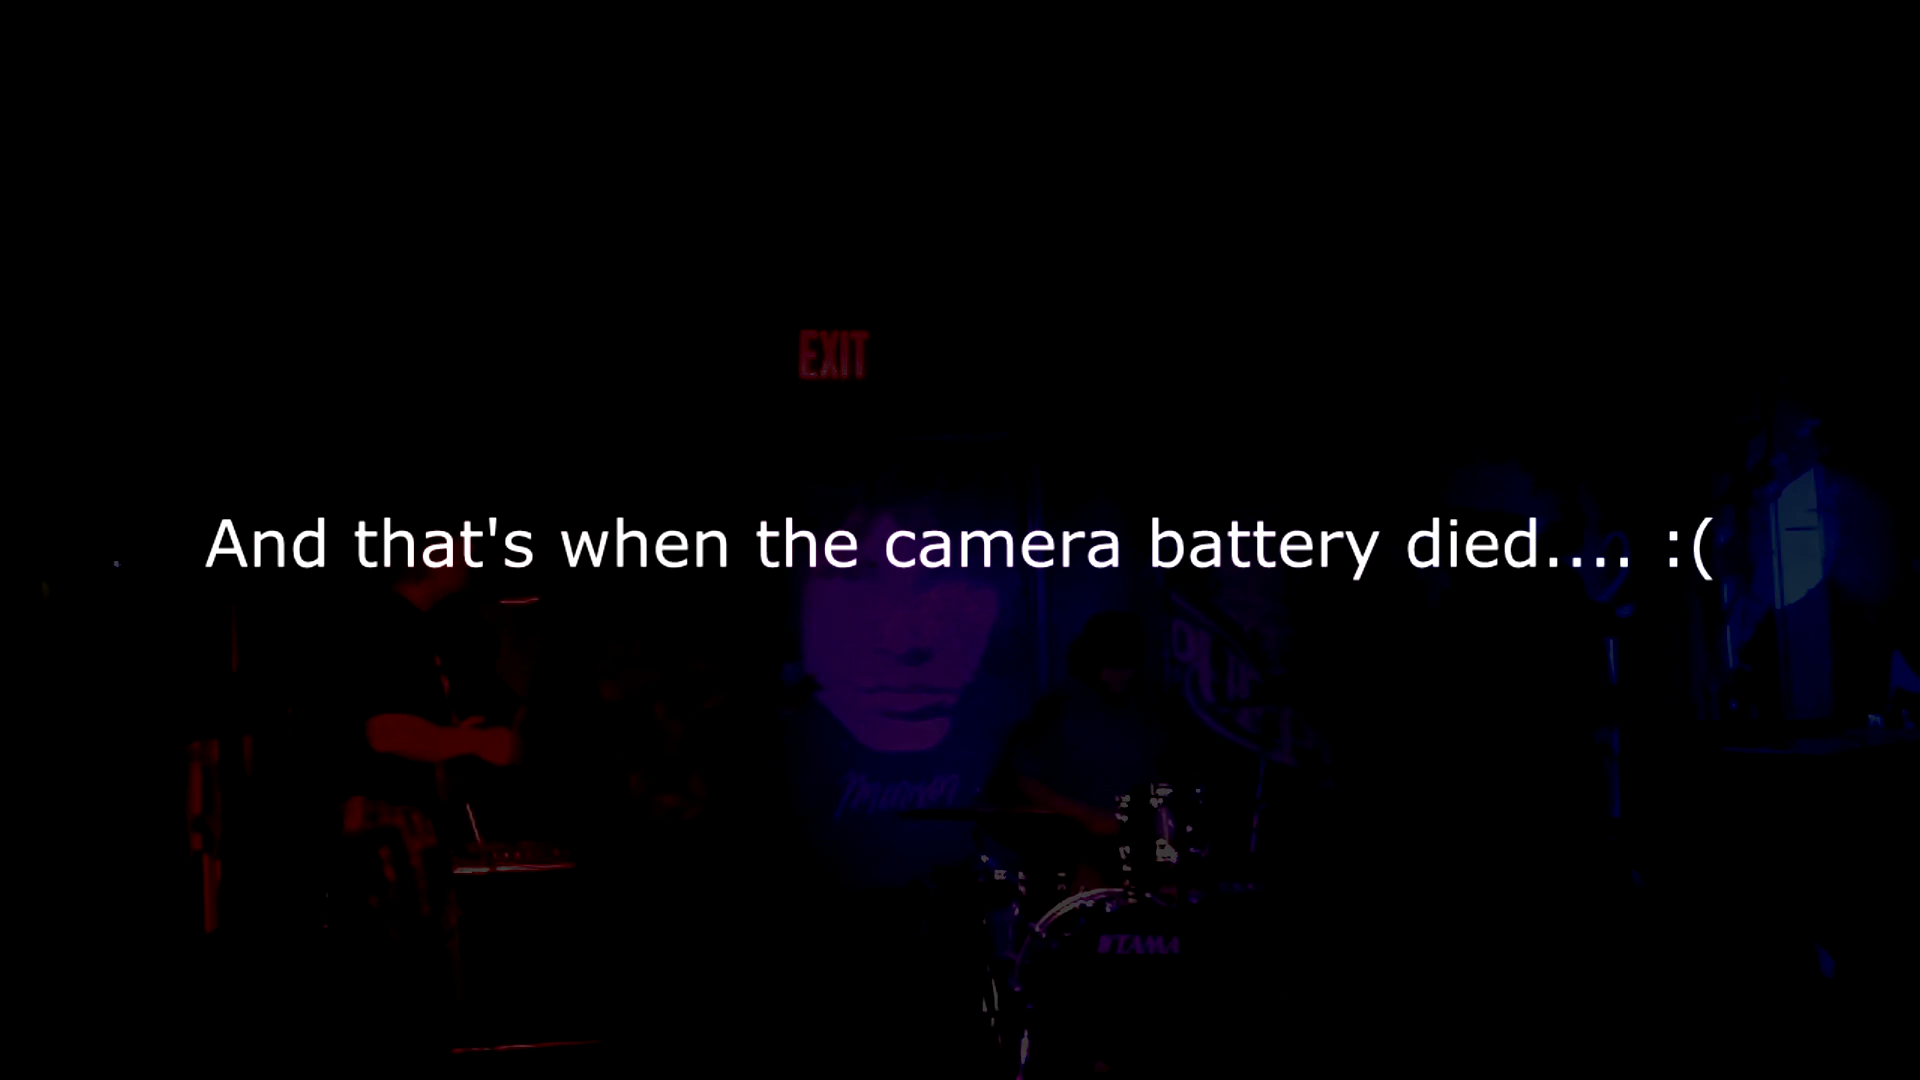 EXIT
And that's when the camera battery died.... :(
TAMA